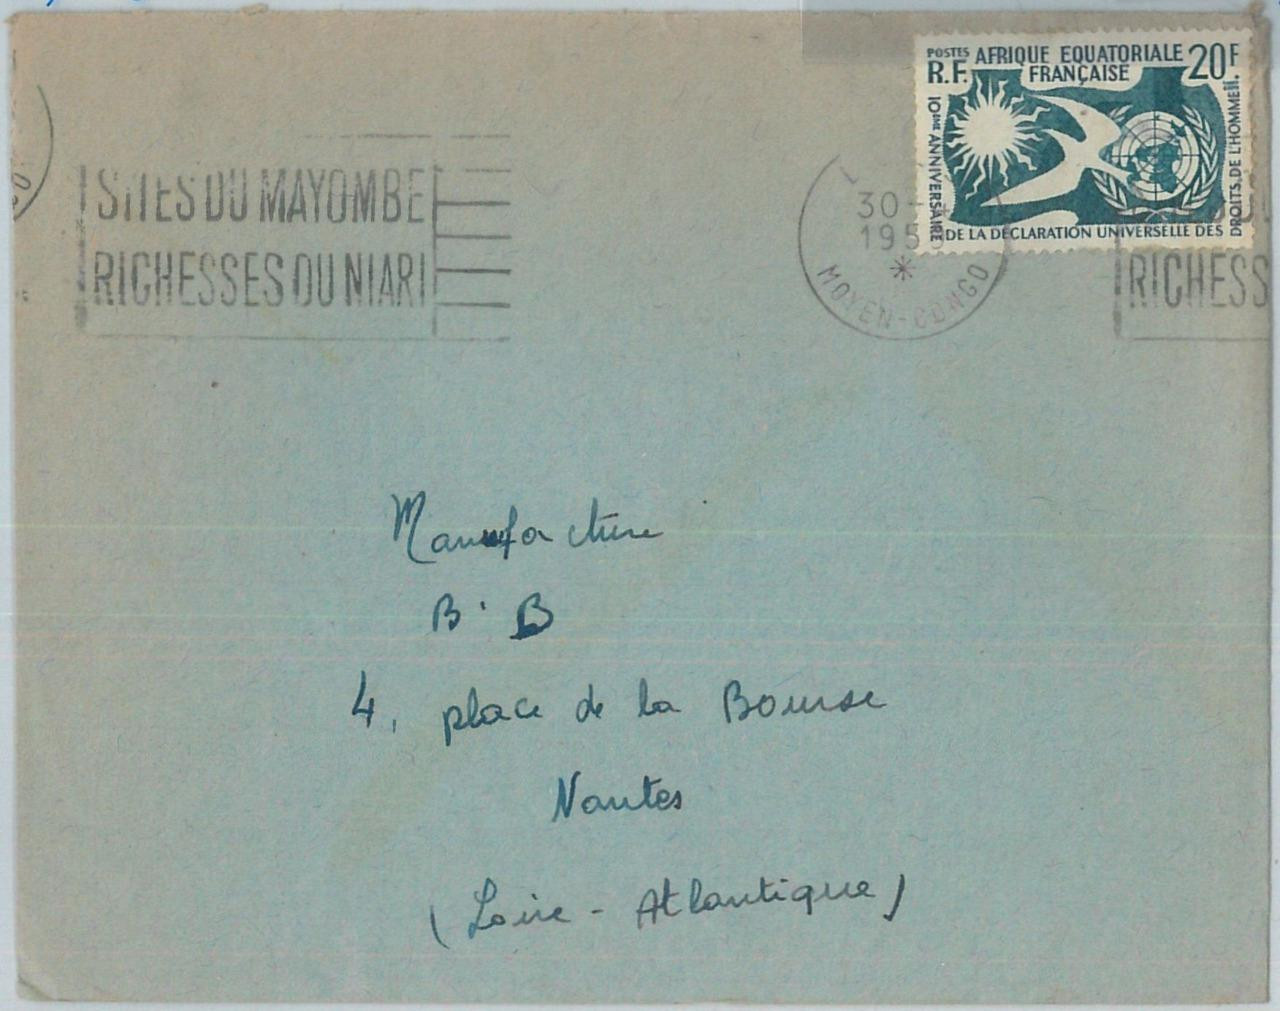 POSTES AFRIQUE EQUATORIALE 20F.
R.F. FRANÇAISE
10ÈME ANNIVERSAIRE
DE LA DÉCLARATION UNIVERSELLE DES
DROITS DE L'HOMME
SITES DU MAYOMBE
RICHESSES DU NIARI
30
195
MOYEN-CONGO
RICHESS
Manufacture
B. B
4, place de la Bourse
Nantes
(Loire-Atlantique)